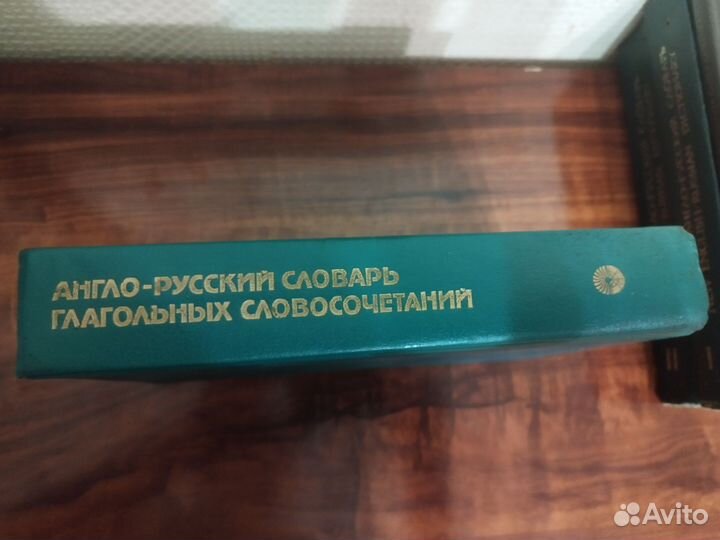 АНГЛО-РУССКИЙ СЛОВАРЬ
ГЛАГОЛЬНЫХ СЛОВОСОЧЕТАНИЙ
Avito